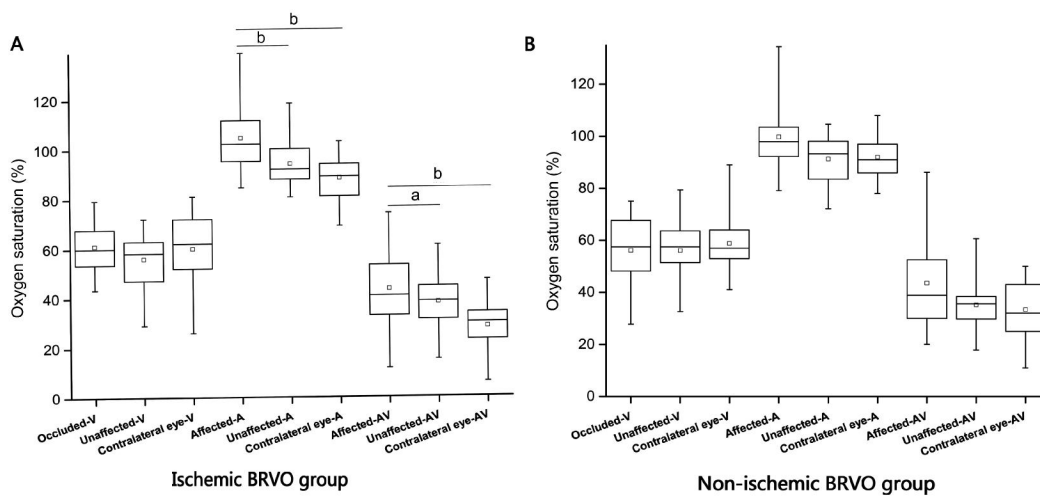 A
b
b
b
a
Oxygen saturation (%)
120
100
80
60
40
20
0
Occluded-V
Unaffected-V
Contralateral eye-V
Affected-A
Unaffected-A
Contralateral eye-A
Affected-AV
Unaffected-AV
Contralateral eye-AV
Ischemic BRVO group
B
Oxygen saturation (%)
120
100
80
60
40
20
0
Occluded-V
Unaffected-V
Contralateral eye-V
Affected-A
Unaffected-A
Contralateral eye-A
Affected-AV
Unaffected-AV
Contralateral eye-AV
Non-ischemic BRVO group